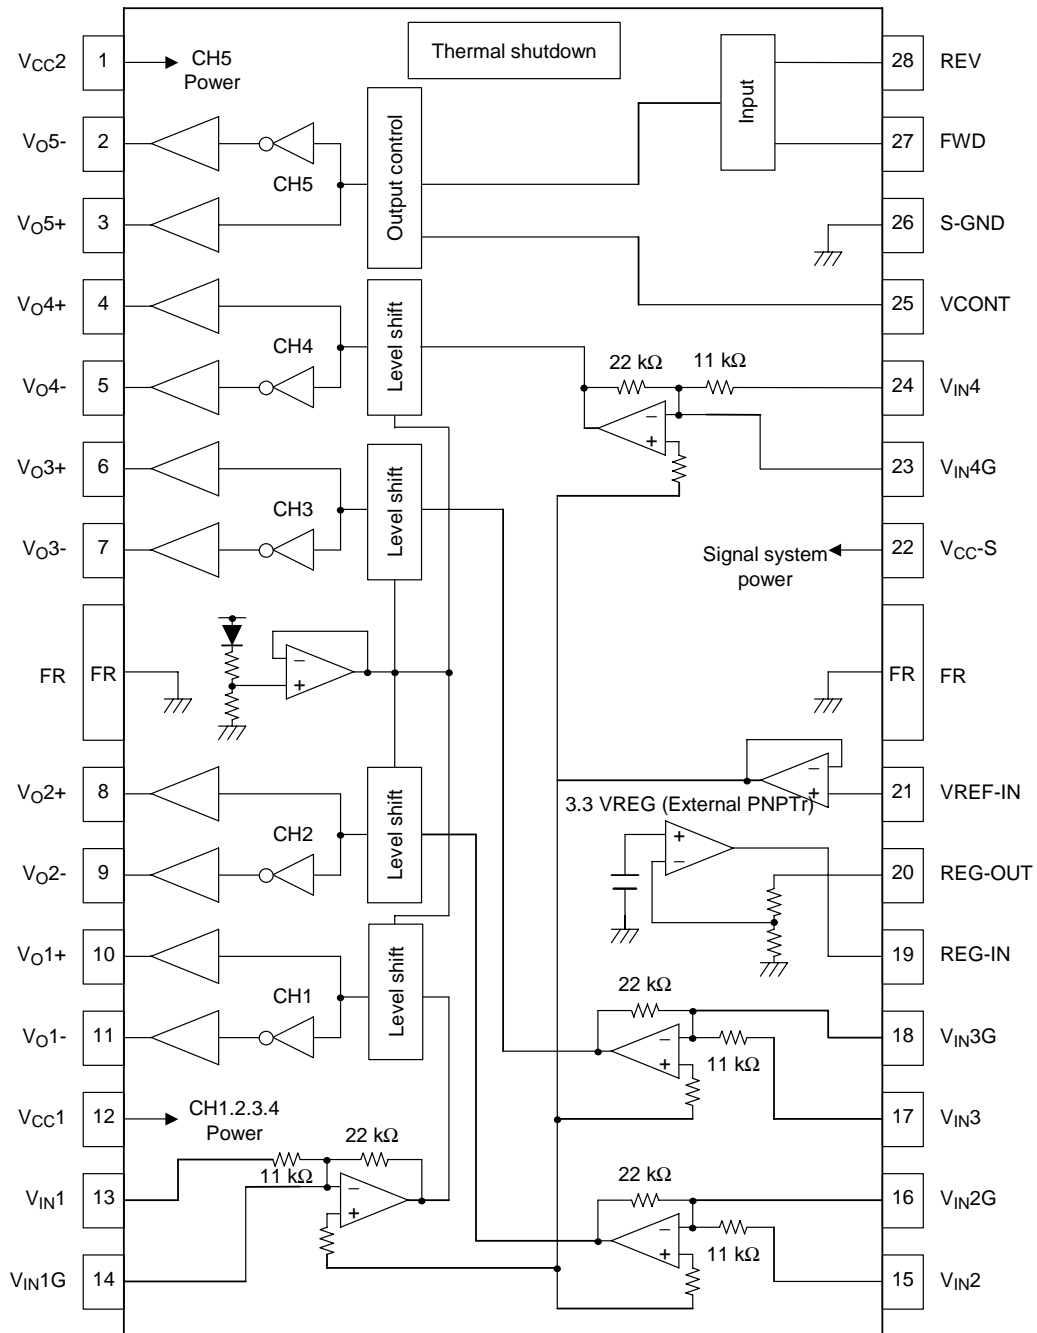 Thermal shutdown
VCC2 1 CH5
Power
28 REV
VO5- 2
CH5
Output control
Input
27 FWD
VO5+ 3
26 S-GND
VO4+ 4
25 VCONT
CH4
Level shift
22 kΩ 11 kΩ
VO4- 5
24 VIN4
−
+
VO3+ 6
23 VIN4G
CH3
Level shift
VO3- 7
Signal system
power
22 VCC-S
FR FR
−
+
FR FR
−
+
VO2+ 8
21 VREF-IN
3.3 VREG (External PNPTr)
CH2
Level shift
+
−
VO2- 9
20 REG-OUT
VO1+ 10
19 REG-IN
CH1
Level shift
22 kΩ
VO1- 11
−
+
11 kΩ
18 VIN3G
VCC1 12 CH1.2.3.4
Power
17 VIN3
22 kΩ
11 kΩ
22 kΩ
VIN1 13
−
+
16 VIN2G
−
+
11 kΩ
VIN1G 14
15 VIN2